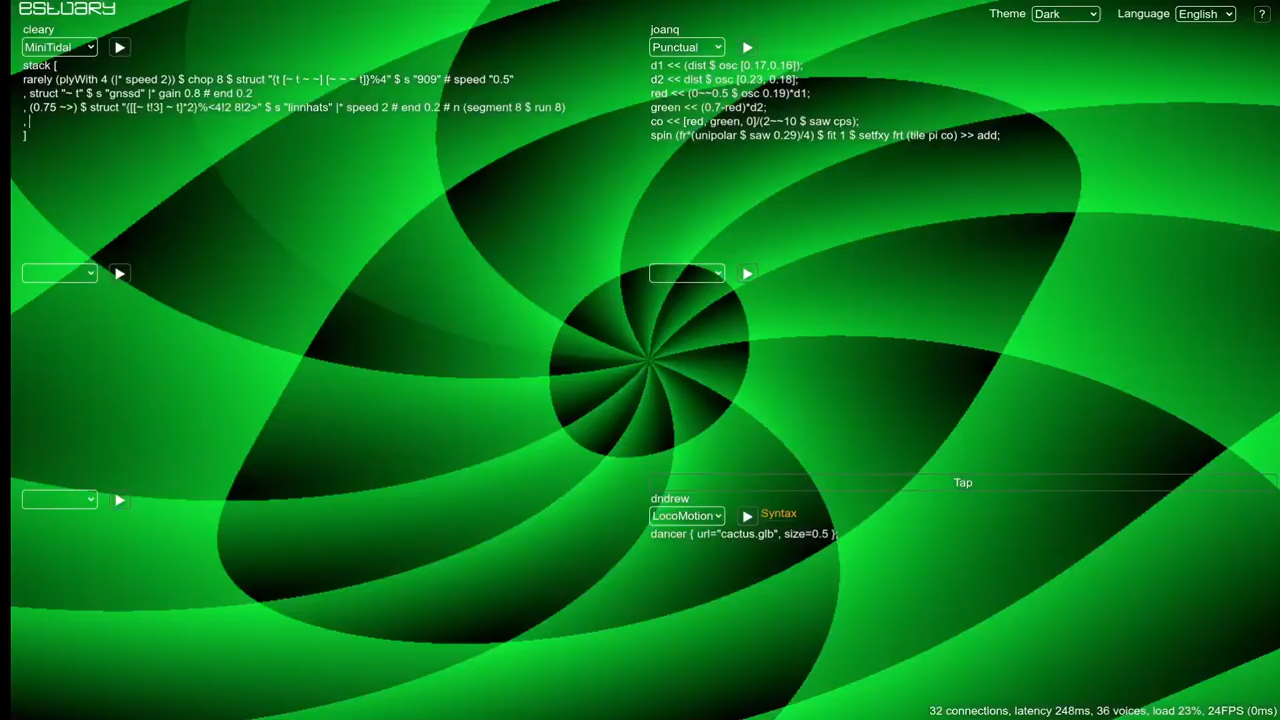 estuary
Theme Dark Language English ?
cleary
MiniTidal
stack [
rarely (plyWith 4 (|* speed 2)) $ chop 8 $ struct "{t [~ t ~ ~] [~ ~ ~ t]}%4" $ s "909" # speed "0.5"
, struct "~ t" $ s "gnssd" |* gain 0.8 # end 0.2
, (0.75 ~>) $ struct "{[[~ t!3] ~ t]*2}%<4!2 8!2>" $ s "linnhats" |* speed 2 # end 0.2 # n (segment 8 $ run 8)
,
]
joanq
Punctual
d1 << (dist $ osc [0.17,0.16]);
d2 << dist $ osc [0.23, 0.18];
red << (0~~0.5 $ osc 0.19)*d1;
green << (0.7-red)*d2;
co << [red, green, 0]/(2~~10 $ saw cps);
spin (fr*(unipolar $ saw 0.29)/4) $ fit 1 $ setfxy frt (tile pi co) >> add;
Tap
dndrew
LocoMotion Syntax
dancer { url="cactus.glb", size=0.5 };
32 connections, latency 248ms, 36 voices, load 23%, 24FPS (0ms)